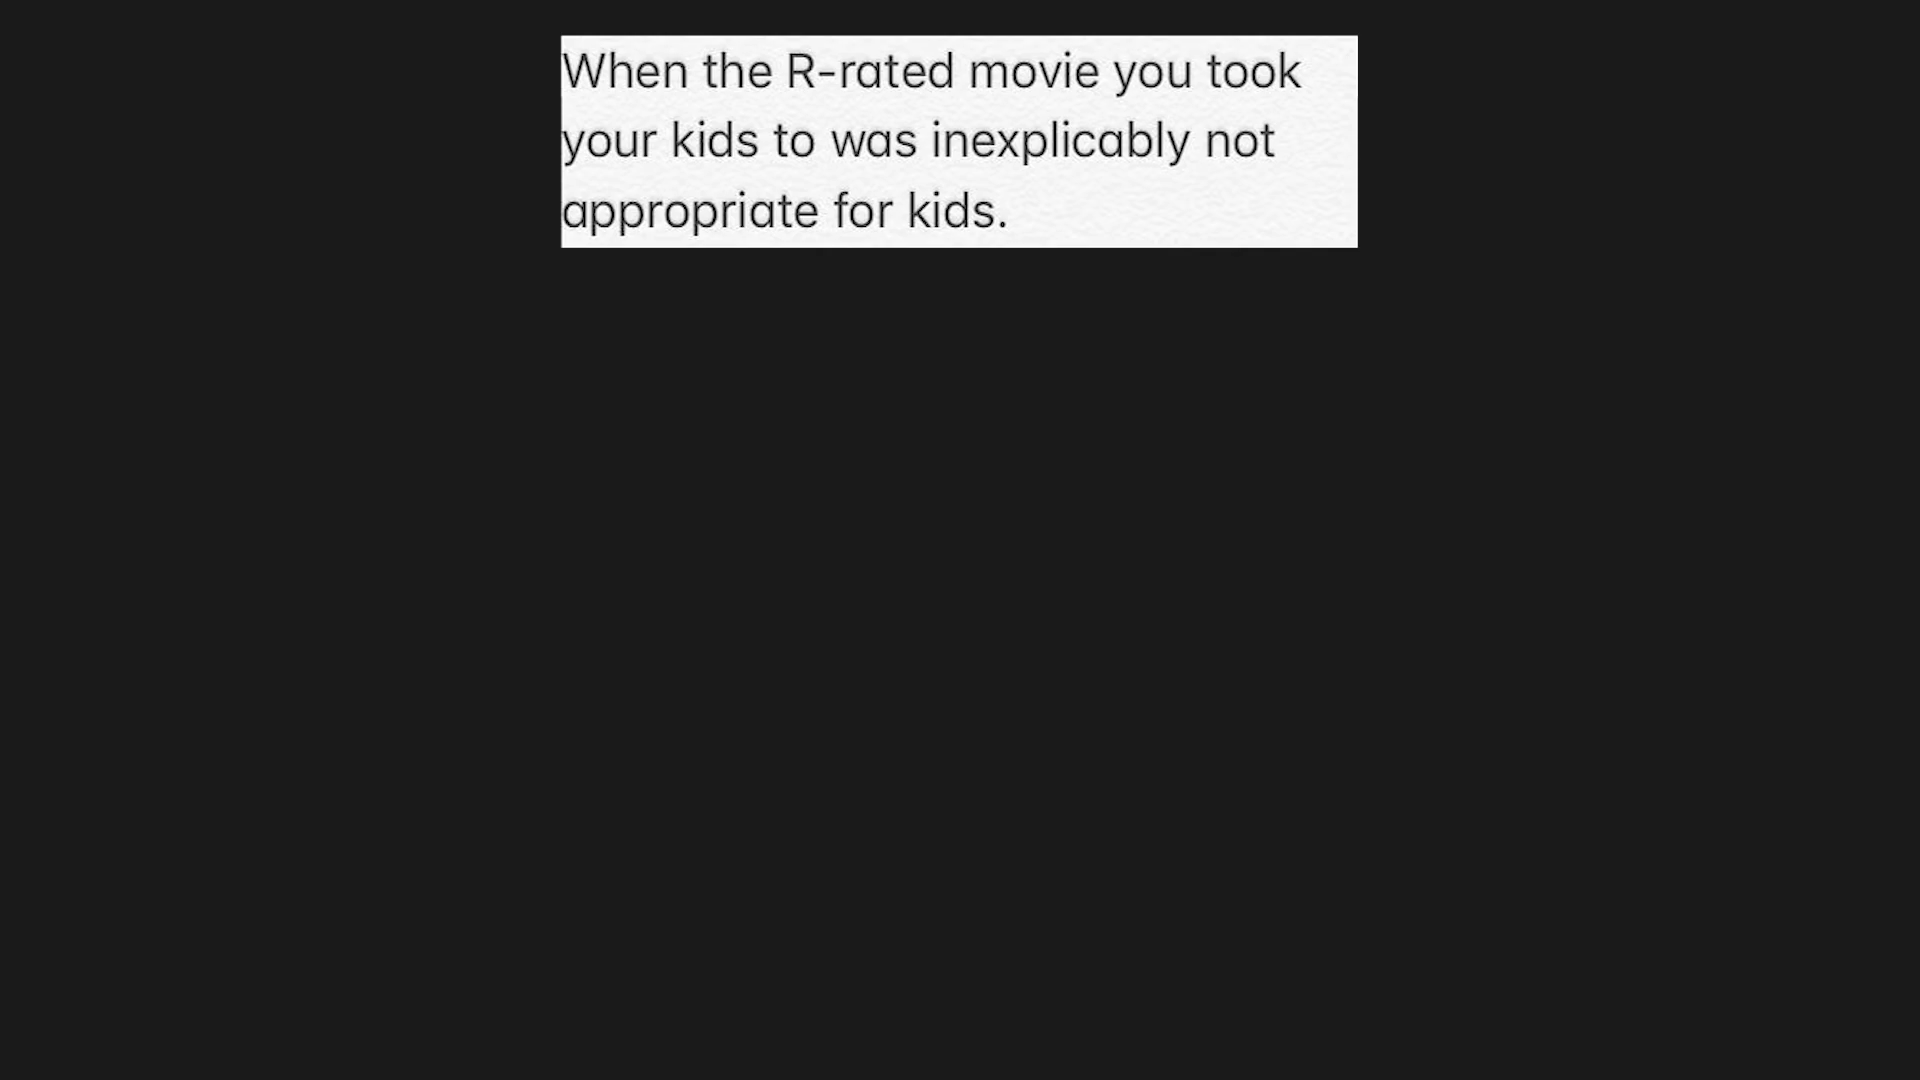 When the R-rated movie you took
your kids to was inexplicably not
appropriate for kids.